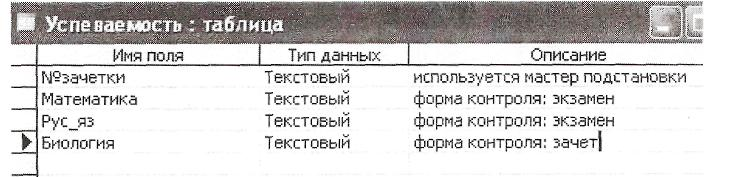 Успеваемость : таблица
Имя поля Тип данных Описание
№зачетки Текстовый используется мастер подстановки
Математика Текстовый форма контроля: экзамен
Рус_яз Текстовый форма контроля: экзамен
Биология Текстовый форма контроля: зачет